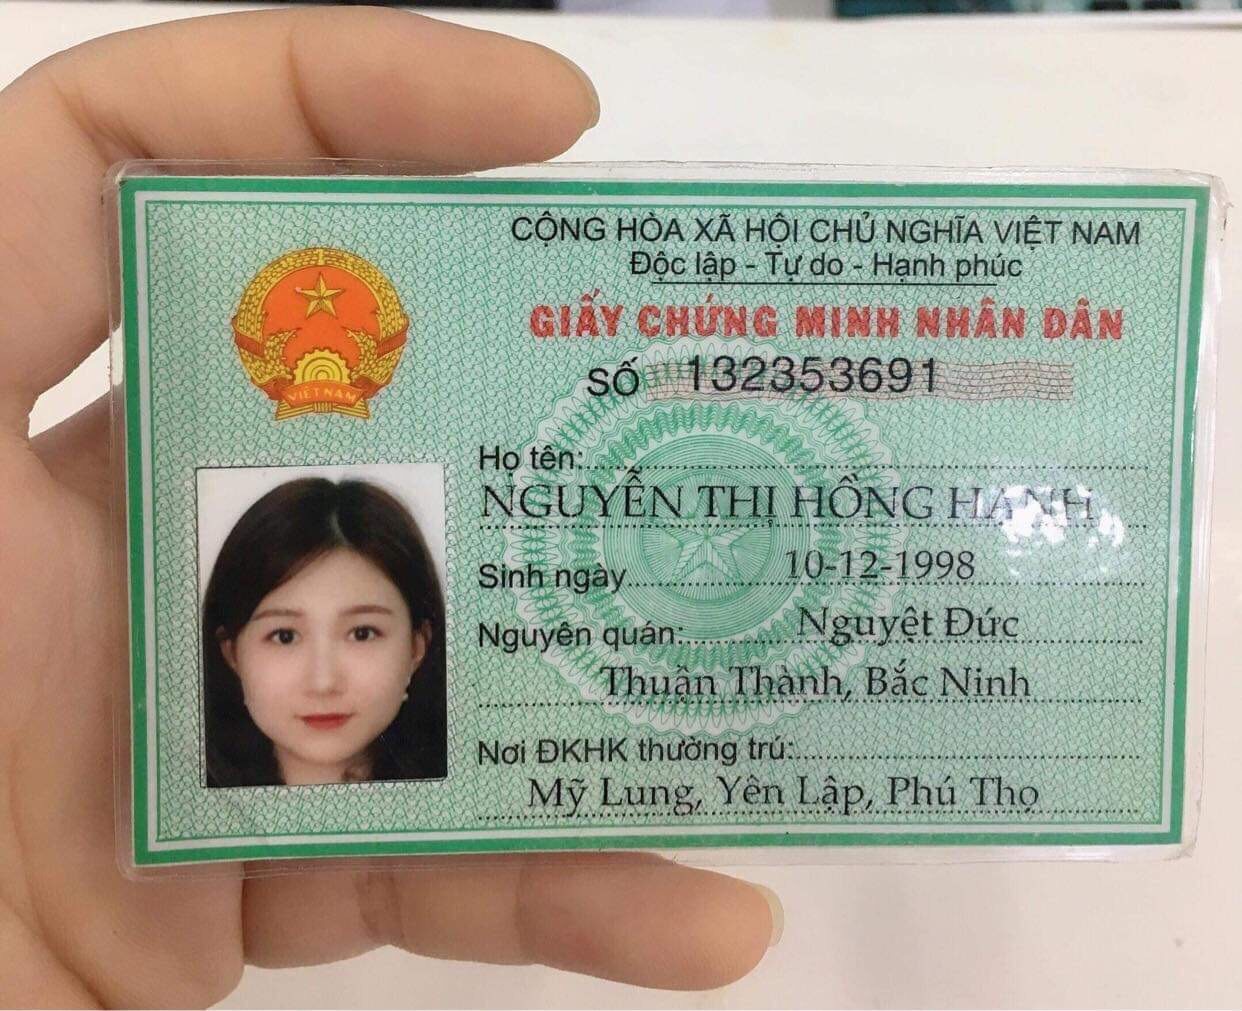 CỘNG HÒA XÃ HỘI CHỦ NGHĨA VIỆT NAM
Độc lập - Tự do - Hạnh phúc
GIẤY CHỨNG MINH NHÂN DÂN
SỐ 132353691
VIỆT NAM
Họ tên:
NGUYỄN THỊ HỒNG HẠNH
Sinh ngày 10-12-1998
Nguyên quán: Nguyệt Đức
Thuận Thành, Bắc Ninh
Nơi ĐKHK thường trú:
Mỹ Lung, Yên Lập, Phú Thọ